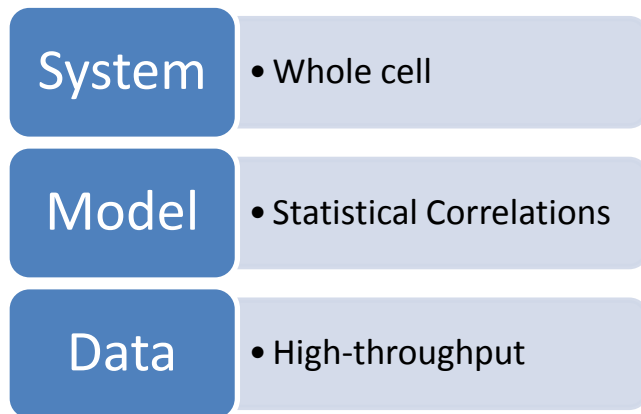 System
• Whole cell
Model
• Statistical Correlations
Data
• High-throughput